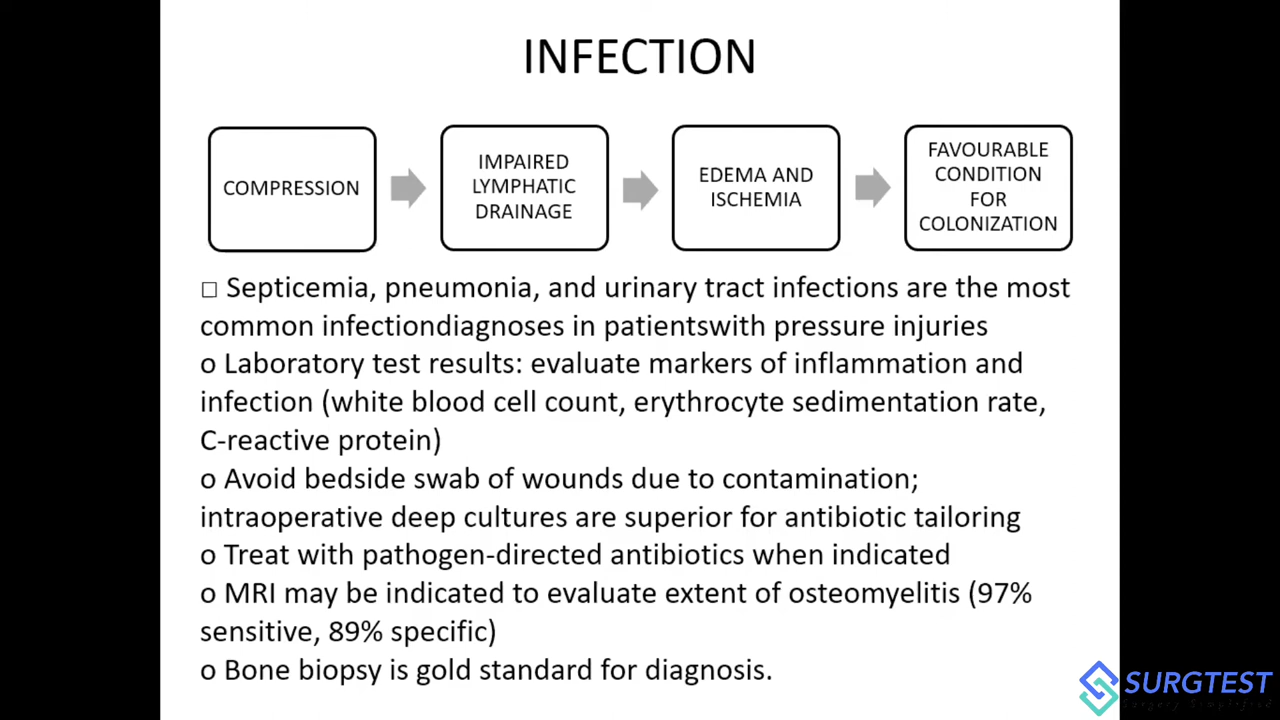 INFECTION
COMPRESSION
IMPAIRED
LYMPHATIC
DRAINAGE
EDEMA AND
ISCHEMIA
FAVOURABLE
CONDITION
FOR
COLONIZATION
□ Septicemia, pneumonia, and urinary tract infections are the most
common infectiondiagnoses in patientswith pressure injuries
o Laboratory test results: evaluate markers of inflammation and
infection (white blood cell count, erythrocyte sedimentation rate,
C-reactive protein)
o Avoid bedside swab of wounds due to contamination;
intraoperative deep cultures are superior for antibiotic tailoring
o Treat with pathogen-directed antibiotics when indicated
o MRI may be indicated to evaluate extent of osteomyelitis (97%
sensitive, 89% specific)
o Bone biopsy is gold standard for diagnosis.
SURGTEST
Surgery Simplified